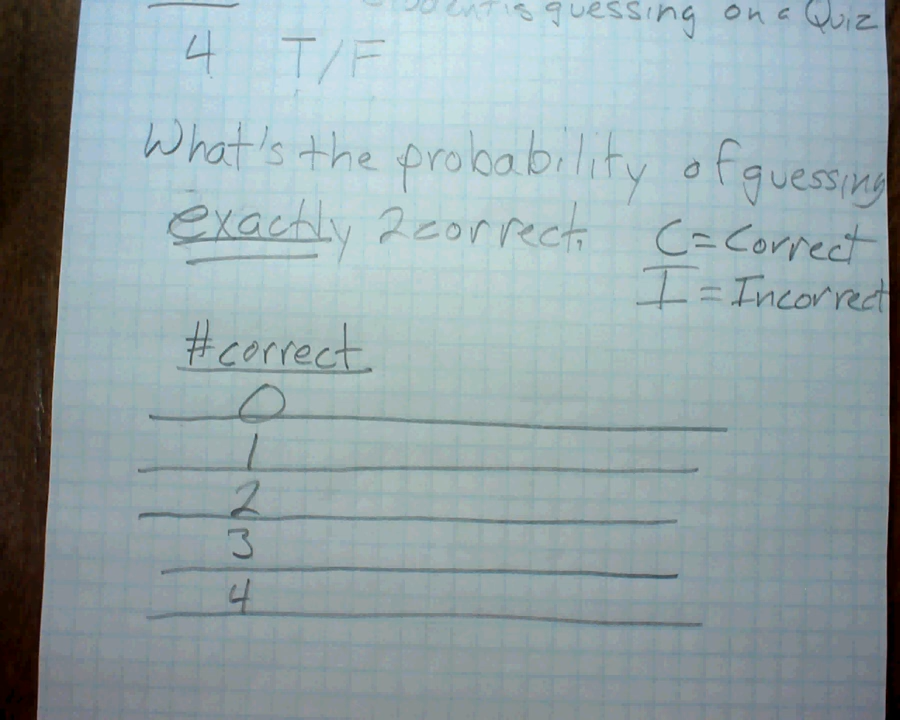 is guessing on a Quiz
4 T/F
What's the probability of guessing
exactly 2 correct.
C = Correct
I = Incorrect
#correct
0
1
2
3
4